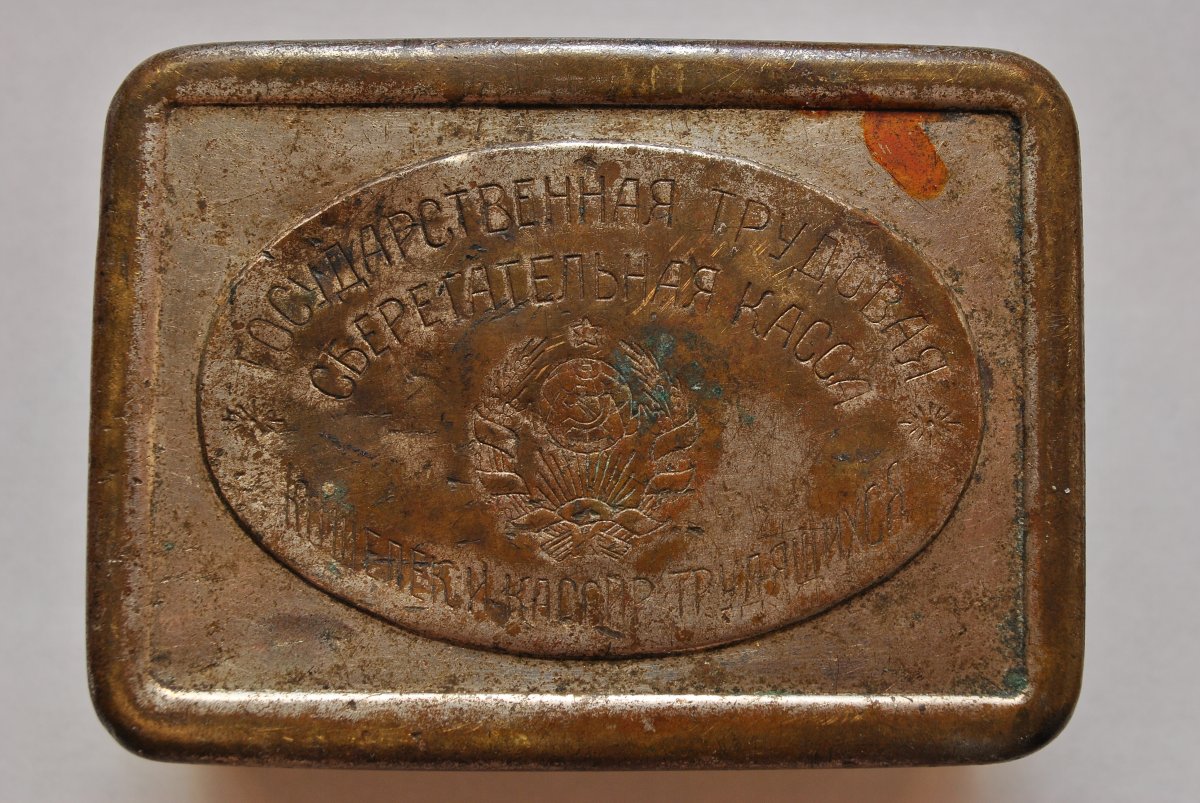 ГОСУДАРСТВЕННАЯ ТРУДОВАЯ
СБЕРЕГАТЕЛЬНАЯ КАССА
ТРУДЯЩИХСЯ